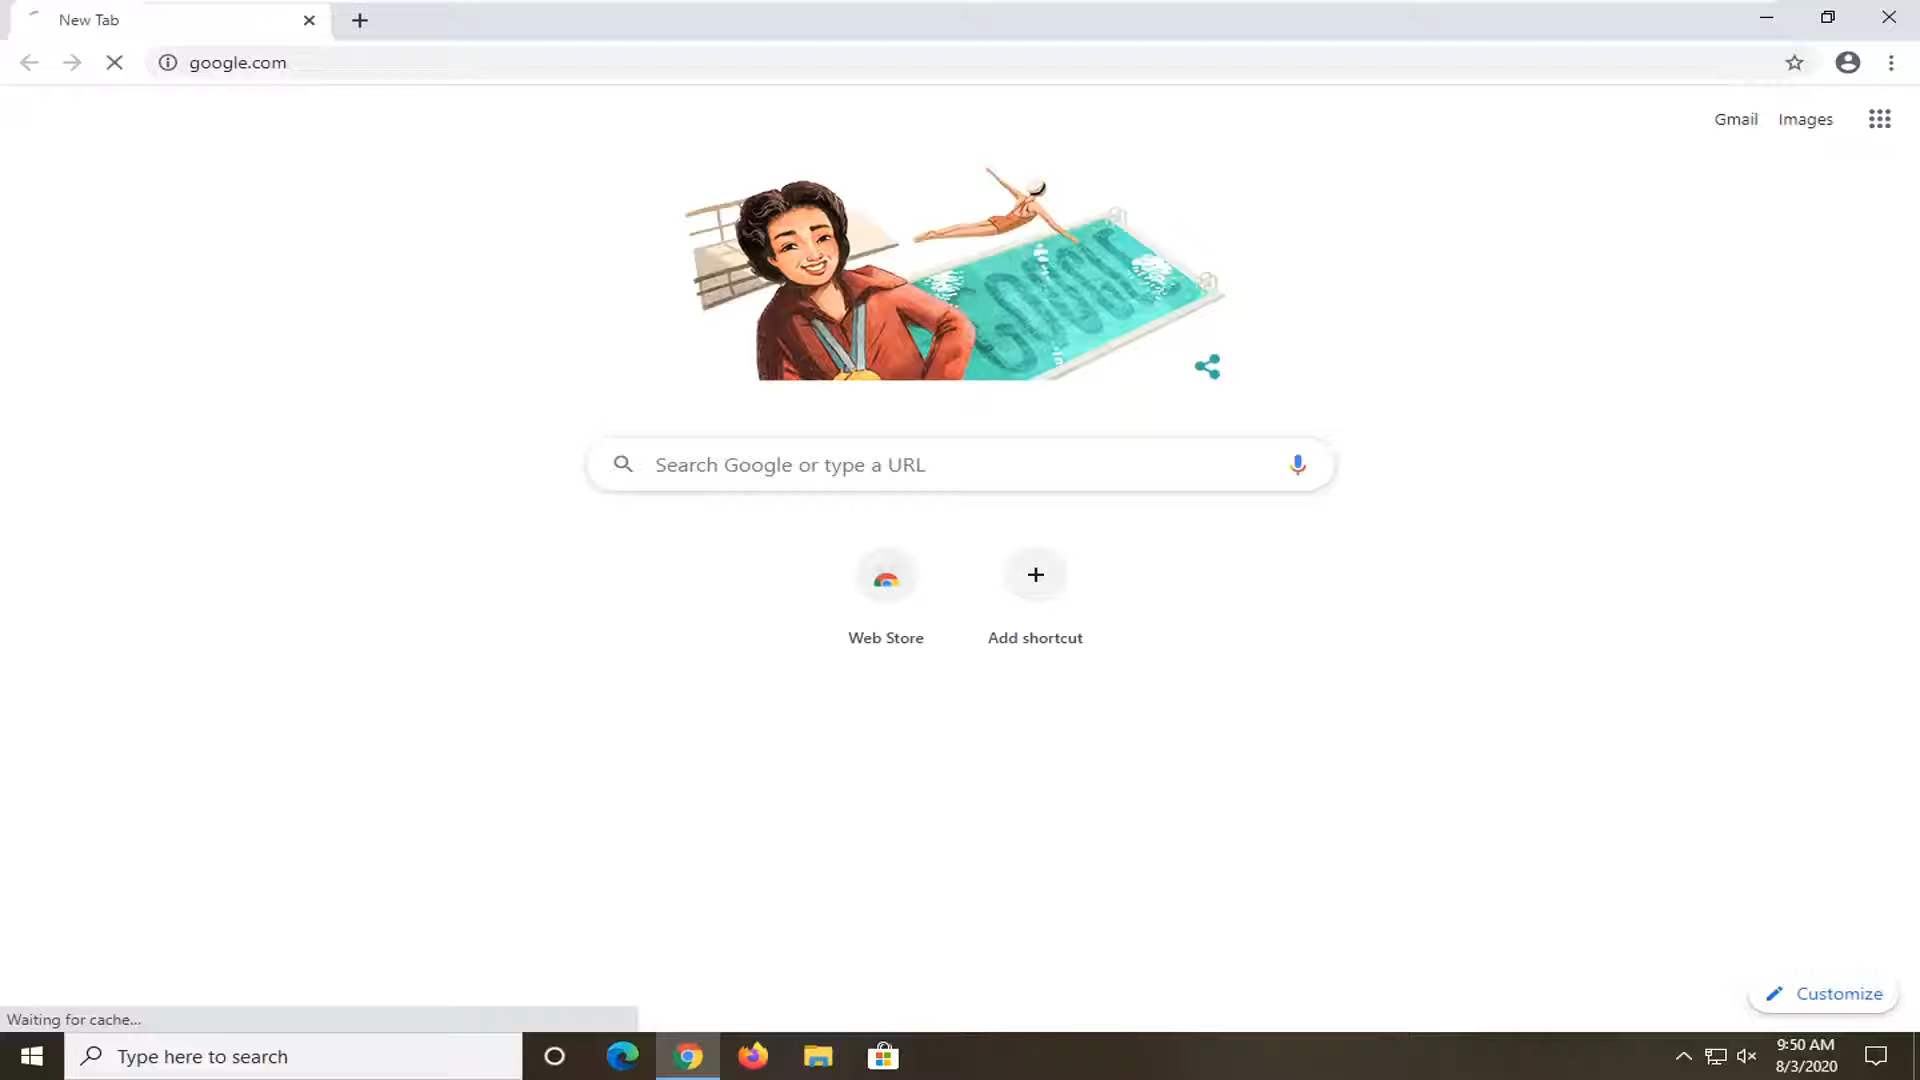 New Tab
google.com
Gmail Images
GOOGLE
Search Google or type a URL
Web Store
Add shortcut
Customize
Waiting for cache...
Type here to search
9:50 AM
8/3/2020